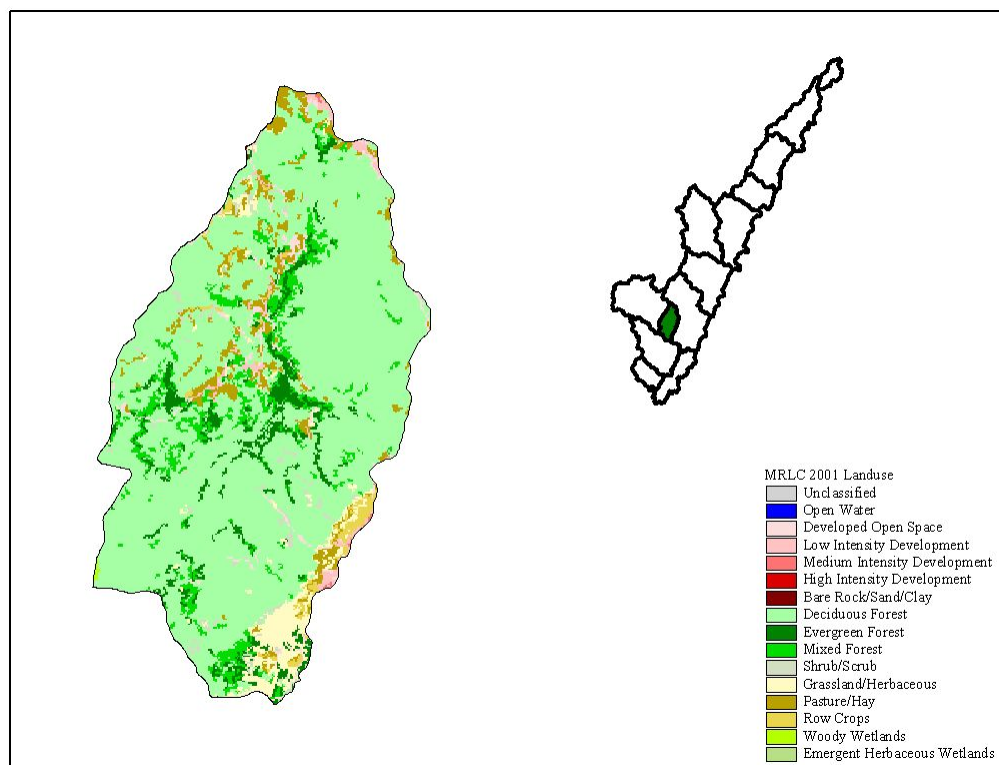 MRLC 2001 Landuse
Unclassified
Open Water
Developed Open Space
Low Intensity Development
Medium Intensity Development
High Intensity Development
Bare Rock/Sand/Clay
Deciduous Forest
Evergreen Forest
Mixed Forest
Shrub/Scrub
Grassland/Herbaceous
Pasture/Hay
Row Crops
Woody Wetlands
Emergent Herbaceous Wetlands